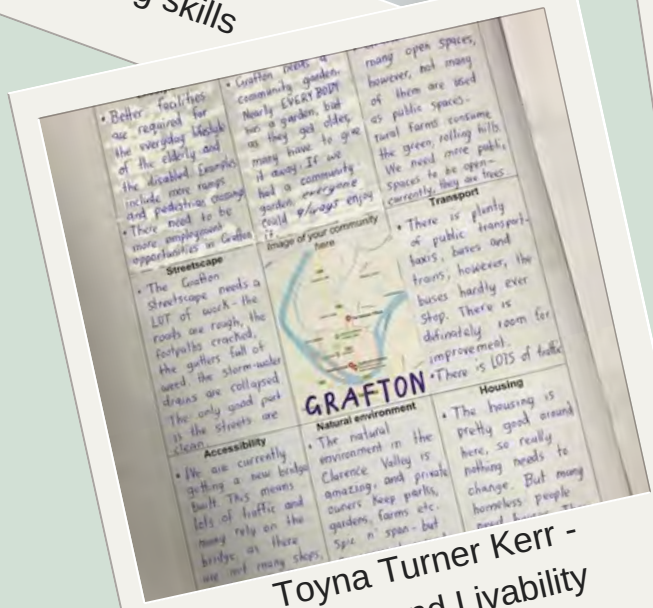 g skills
• Better facilities
are required for
the everyday lifestyle
of the elderly and
the disabled. Examples
include more ramps
and pedestrian crossings
• There need to be
more employment
opportunities in Grafton
• Grafton needs a
community garden.
Nearly EVERYBODY
has a garden, but
as they get older,
many have to give
it away. If we
had a community
garden, everyone
could always enjoy
it.
many open spaces,
however, not many
of them are used
as public spaces.
rural farms consume
the green, rolling hills.
We need more public
spaces to be open-
currently, they are trees
Streetscape
• The Grafton
streetscape needs a
LOT of work - the
roads are rough, the
footpaths cracked,
the gutters full of
weed the storm-water
drains are collapsed
The only good part
is the streets are
clean.
Image of your community
here
GRAFTON
Transport
• There is plenty
of public transport-
taxis, buses and
trains, however, the
buses hardly ever
stop. There is
difinately room for
improvement.
• There is LOTS of traffic
Accessibility
• We are currently
getting a new bridge
built. This means
lots of traffic and
many rely on the
bridge, as there
are not many stops,
Natural environment
• The natural
environment in the
Clarence Valley is
amazing, and private
owners keep parks,
gardens, farms etc.
Spic n' span - but
Housing
• The housing is
pretty good around
here, so really
nothing needs to
change. But many
homeless people
need
Toyna Turner Kerr -
nd Livability